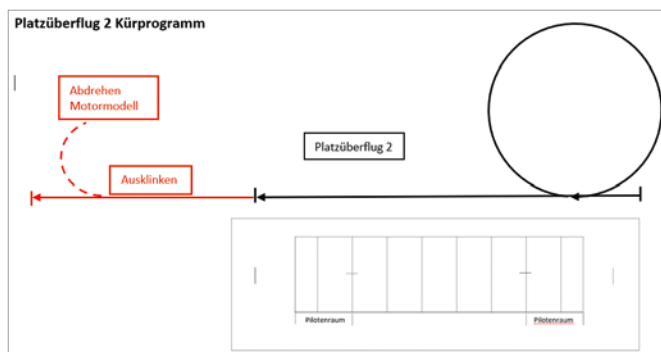 Platzüberflug 2 Kürprogramm
Abdrehen
Motormodell
Platzüberflug 2
Ausklinken
Pilotenraum
Pilotenraum